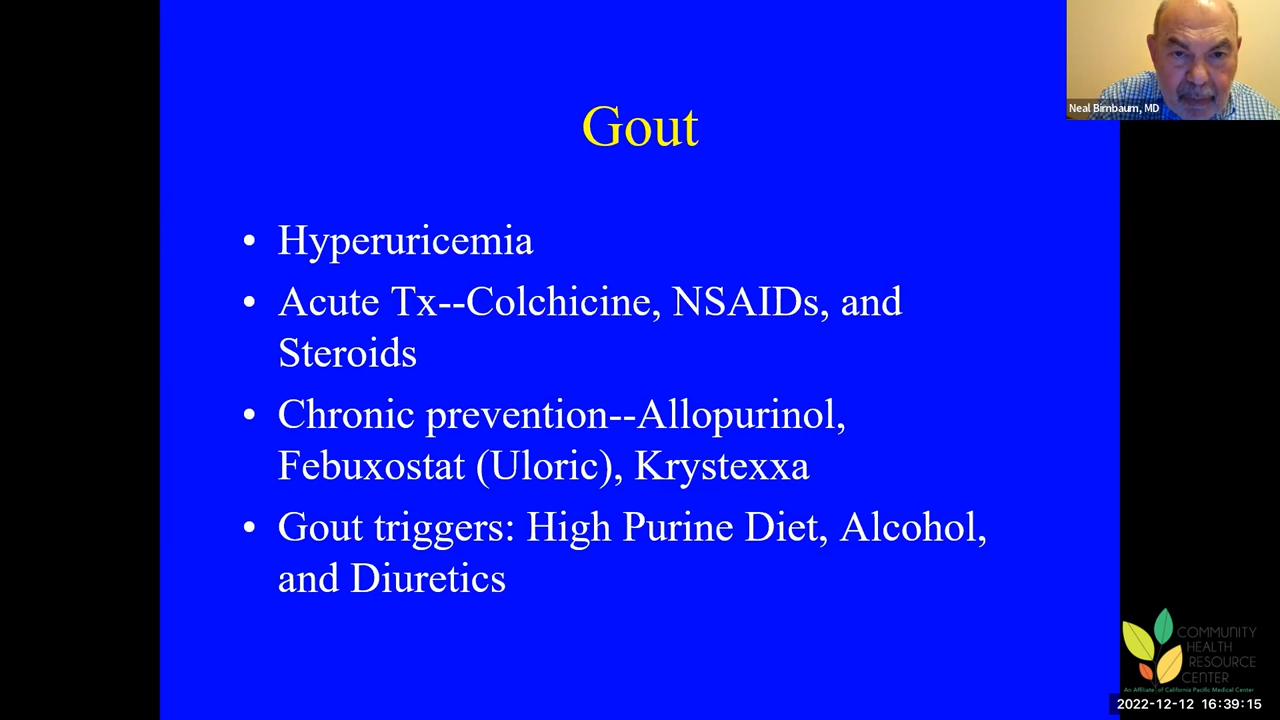 Neal Birnbaum, MD
Gout
• Hyperuricemia
• Acute Tx--Colchicine, NSAIDs, and
Steroids
• Chronic prevention--Allopurinol,
Febuxostat (Uloric), Krystexxa
• Gout triggers: High Purine Diet, Alcohol,
and Diuretics
COMMUNITY
HEALTH
RESOURCE
CENTER
An Affiliate of California Pacific Medical Center
2022-12-12 16:39:15